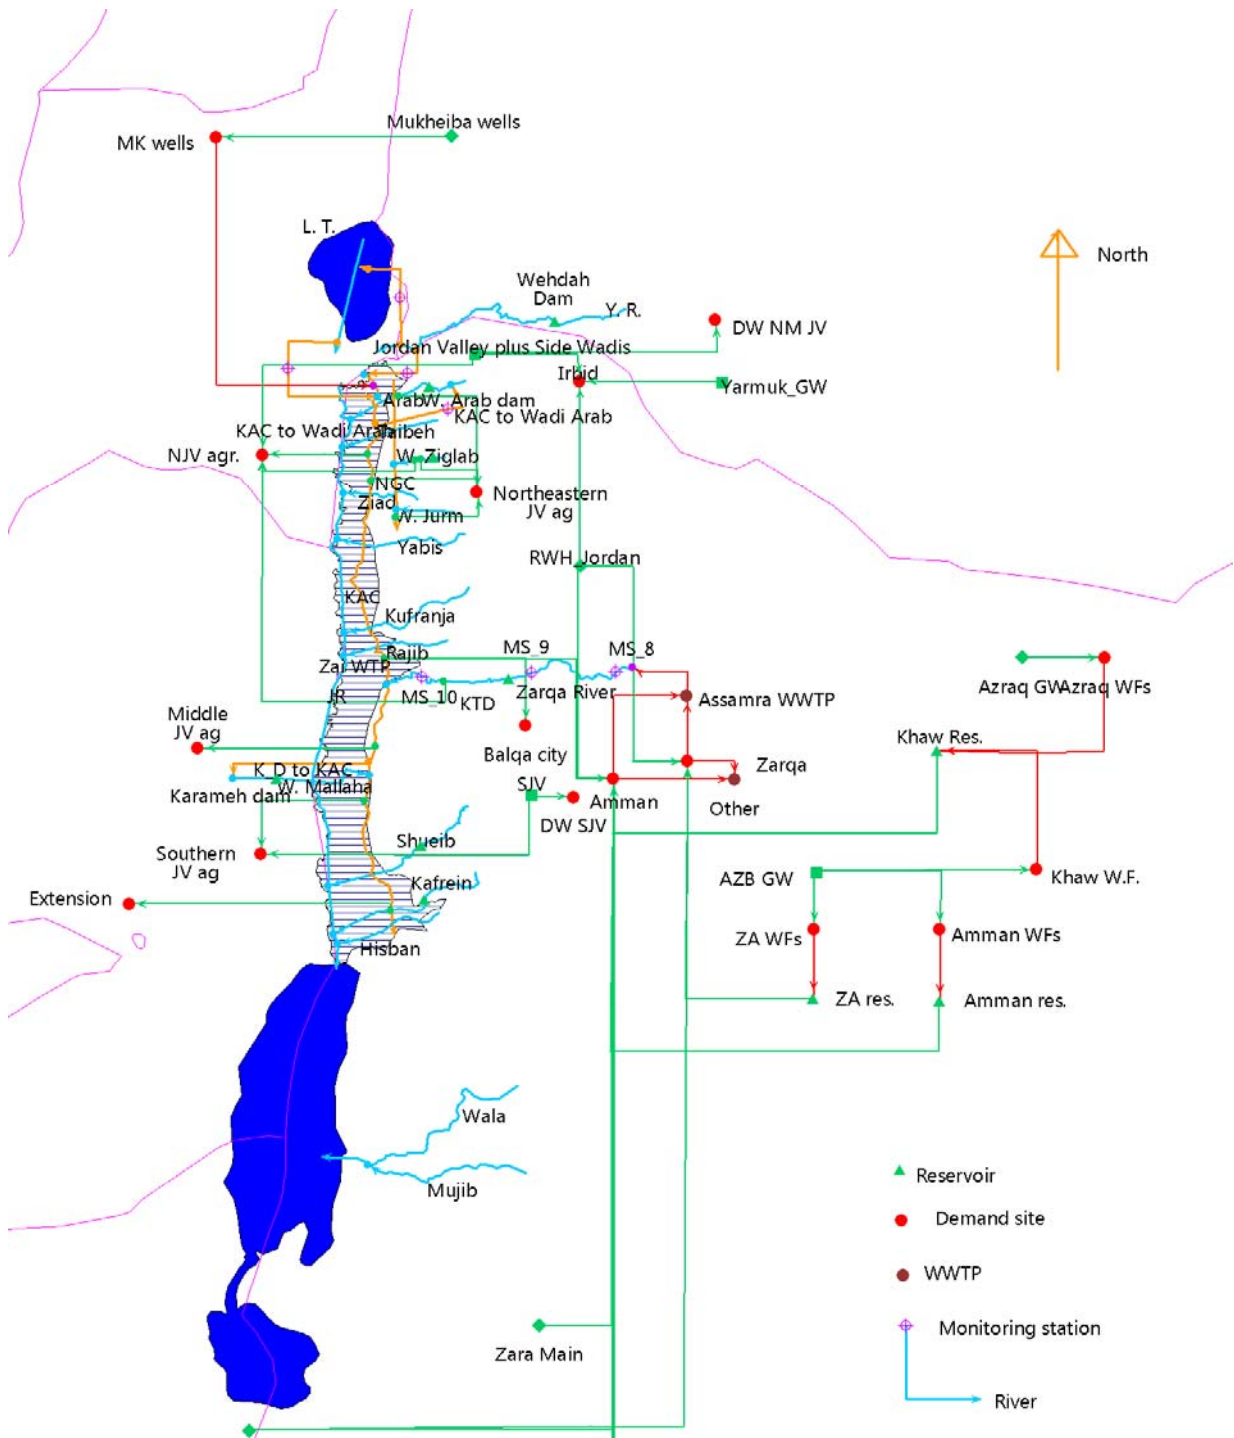 Mukheiba wells
MK wells
L. T.
North
Wehdah
Dam
Y. R.
DW NM JV
Jordan Valley plus Side Wadis
Irbid
Yarmuk_GW
Arab
W. Arab dam
KAC to Wadi Arab
KAC to Wadi Arab
Taibeh
NJV agr.
W. Ziglab
NGC
Ziad
Northeastern
JV ag
W. Jurm
Yabis
RWH_Jordan
KAC
Kufranja
Rajib
MS_9
MS_8
Zai WTP
JR
MS_10
KTD
Zarqa River
Assamra WWTP
Azraq GW
Azraq WFs
Middle
JV ag
Balqa city
Khaw Res.
K_D to KAC
W. Mallaha
Karameh dam
SJV
DW SJV
Amman
Zarqa
Other
Shueib
Southern
JV ag
AZB GW
Khaw W.F.
Extension
Kafrein
Hisban
ZA WFs
Amman WFs
ZA res.
Amman res.
Wala
Mujib
Reservoir
Demand site
WWTP
Monitoring station
River
Zara Main